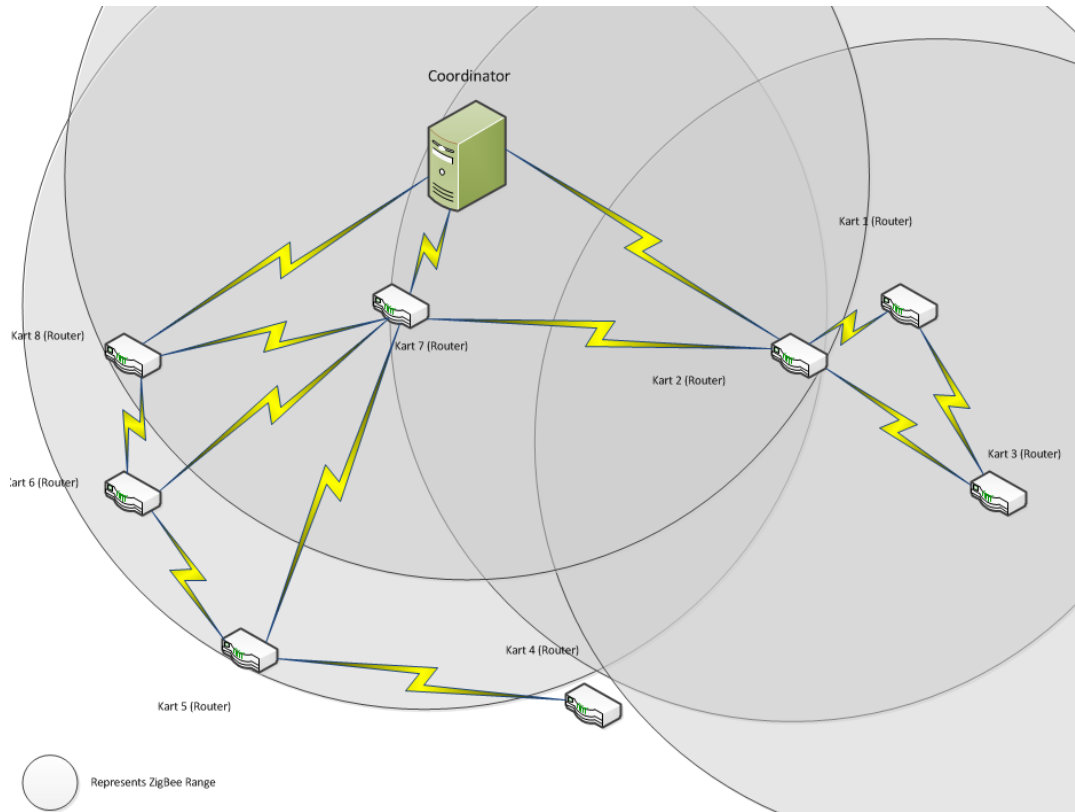 Coordinator
Kart 1 (Router)
Kart 8 (Router)
Kart 7 (Router)
Kart 2 (Router)
Kart 3 (Router)
Kart 6 (Router)
Kart 4 (Router)
Kart 5 (Router)
Represents ZigBee Range